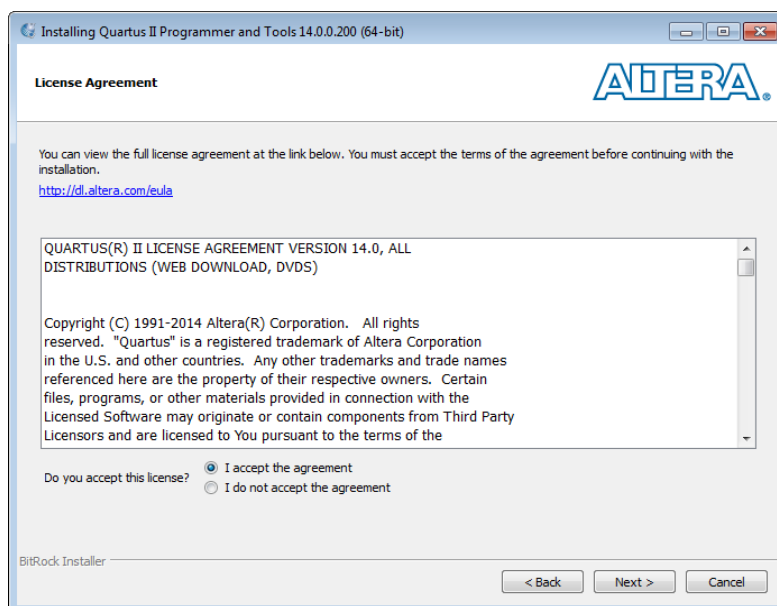 Installing Quartus II Programmer and Tools 14.0.0.200 (64-bit)
License Agreement
ALTERA®
You can view the full license agreement at the link below. You must accept the terms of the agreement before continuing with the
installation.
http://dl.altera.com/eula
QUARTUS(R) II LICENSE AGREEMENT VERSION 14.0, ALL
DISTRIBUTIONS (WEB DOWNLOAD, DVDS)
Copyright (C) 1991-2014 Altera(R) Corporation.   All rights
reserved.  "Quartus" is a registered trademark of Altera Corporation
in the U.S. and other countries.  Any other trademarks and trade names
referenced here are the property of their respective owners.  Certain
files, programs, or other materials provided in connection with the
Licensed Software may originate or contain components from Third Party
Licensors and are licensed to You pursuant to the terms of the
Do you accept this license?
I accept the agreement
I do not accept the agreement
BitRock Installer
< Back   Next >   Cancel